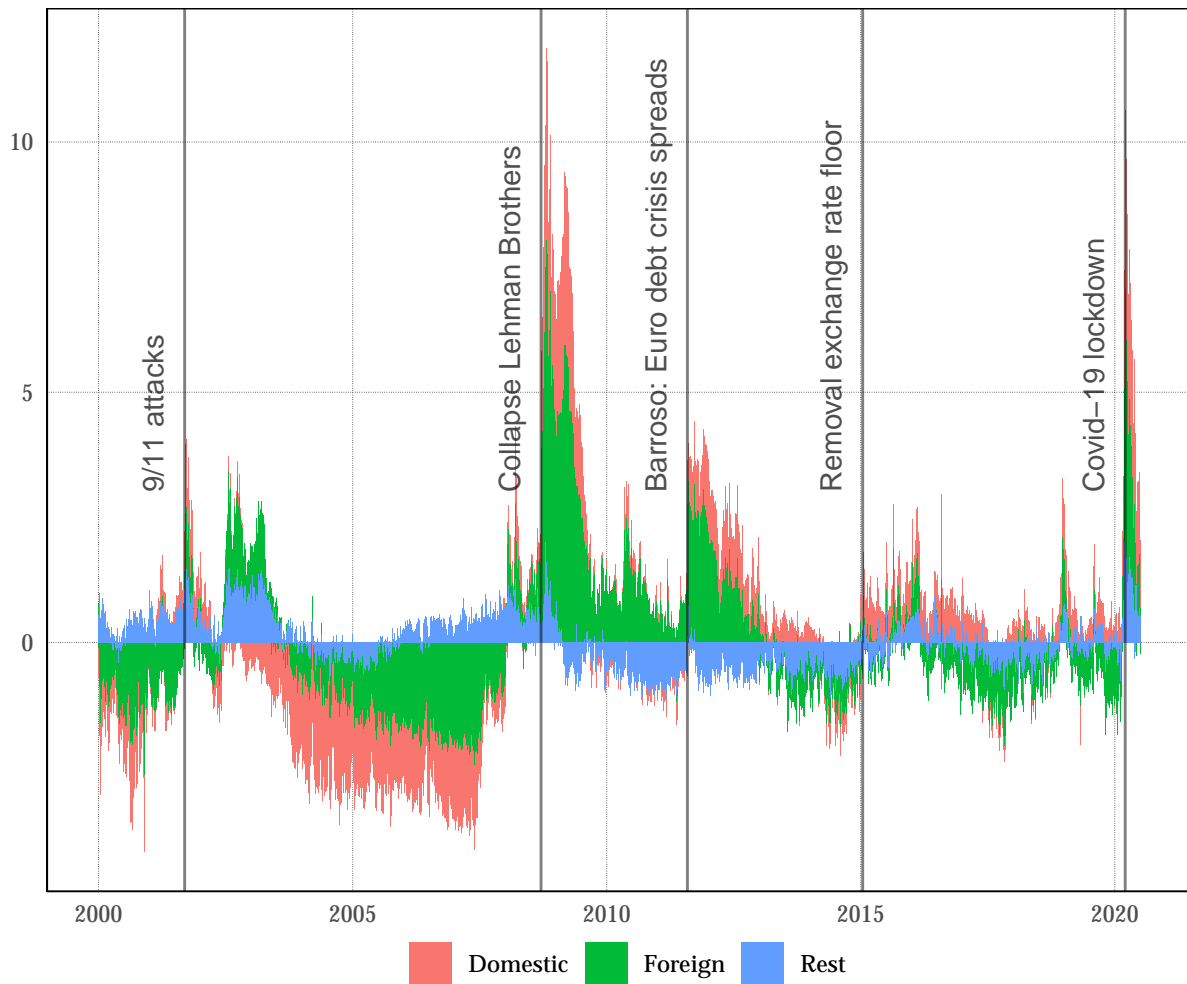 10
5
0
9/11 attacks
Collapse Lehman Brothers
Barroso: Euro debt crisis spreads
Removal exchange rate floor
Covid−19 lockdown
2000
2005
2010
2015
2020
Domestic
Foreign
Rest